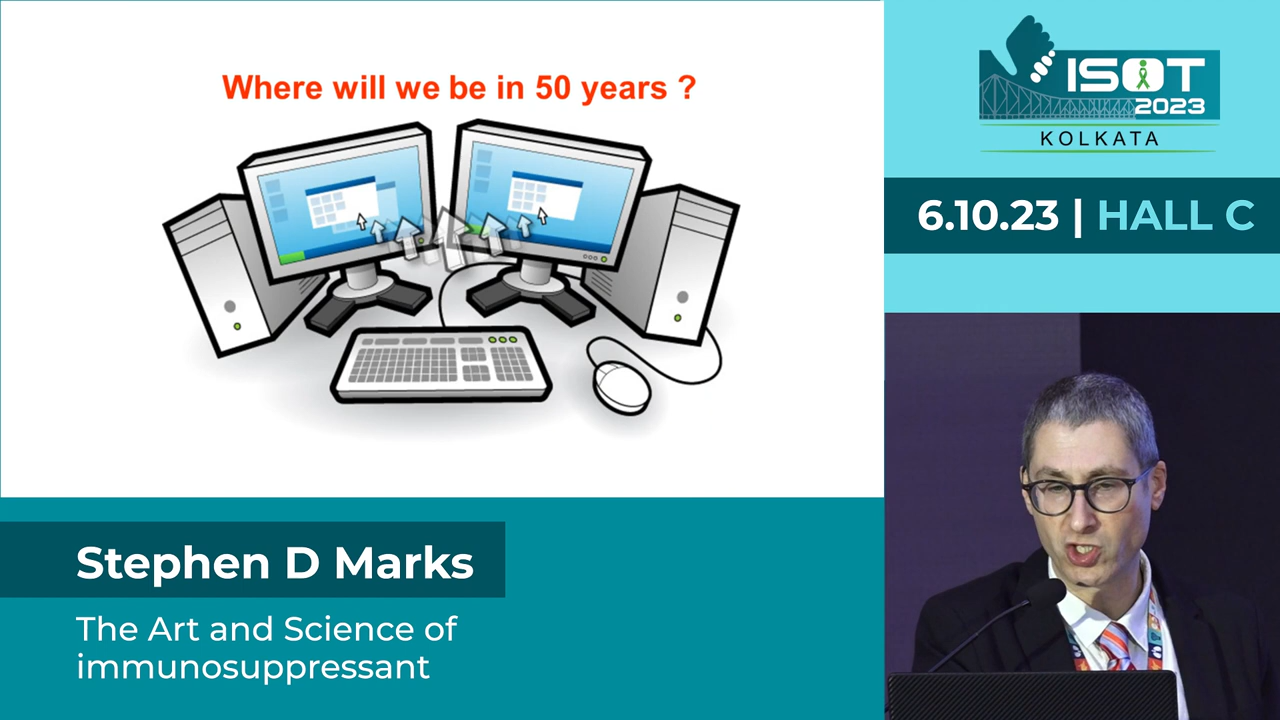 Where will we be in 50 years ?
ISOT
2023
KOLKATA
6.10.23 | HALL C
Stephen D Marks
The Art and Science of
immunosuppressant